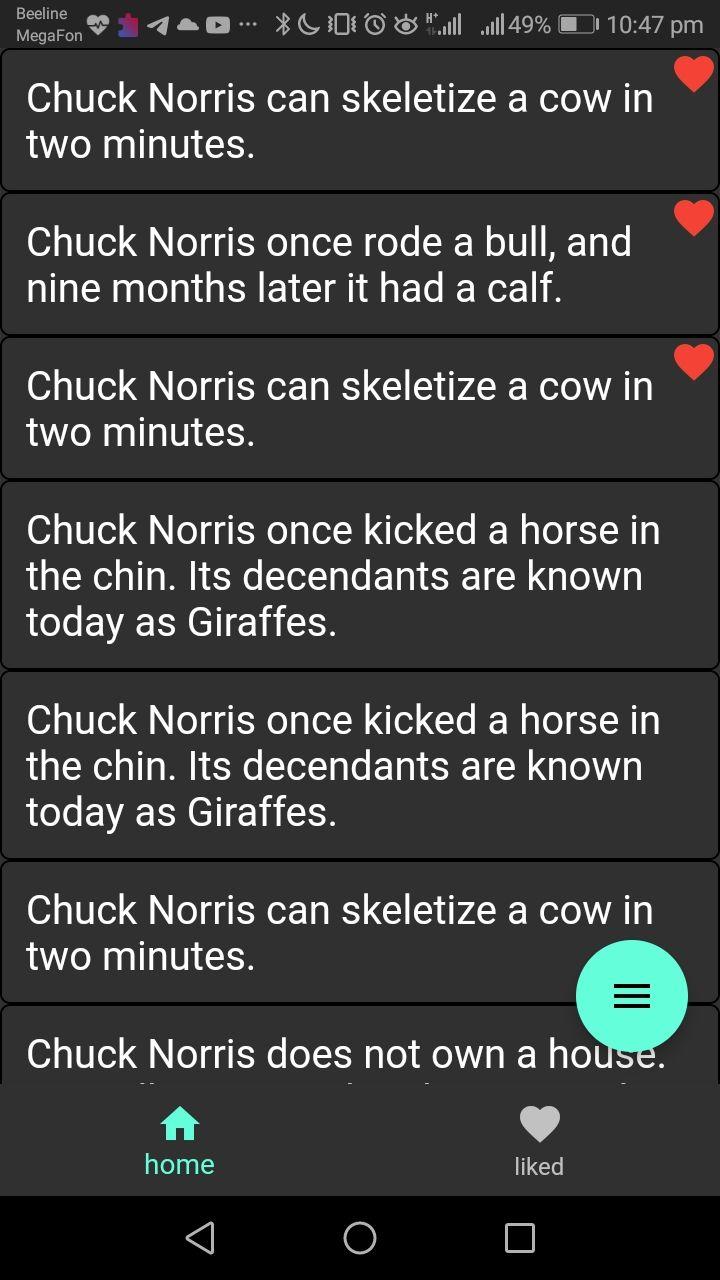 Beeline
MegaFon
H+
49%
10:47 pm
Chuck Norris can skeletize a cow in
two minutes.
Chuck Norris once rode a bull, and
nine months later it had a calf.
Chuck Norris can skeletize a cow in
two minutes.
Chuck Norris once kicked a horse in
the chin. Its decendants are known
today as Giraffes.
Chuck Norris once kicked a horse in
the chin. Its decendants are known
today as Giraffes.
Chuck Norris can skeletize a cow in
two minutes.
Chuck Norris does not own a house.
home
liked